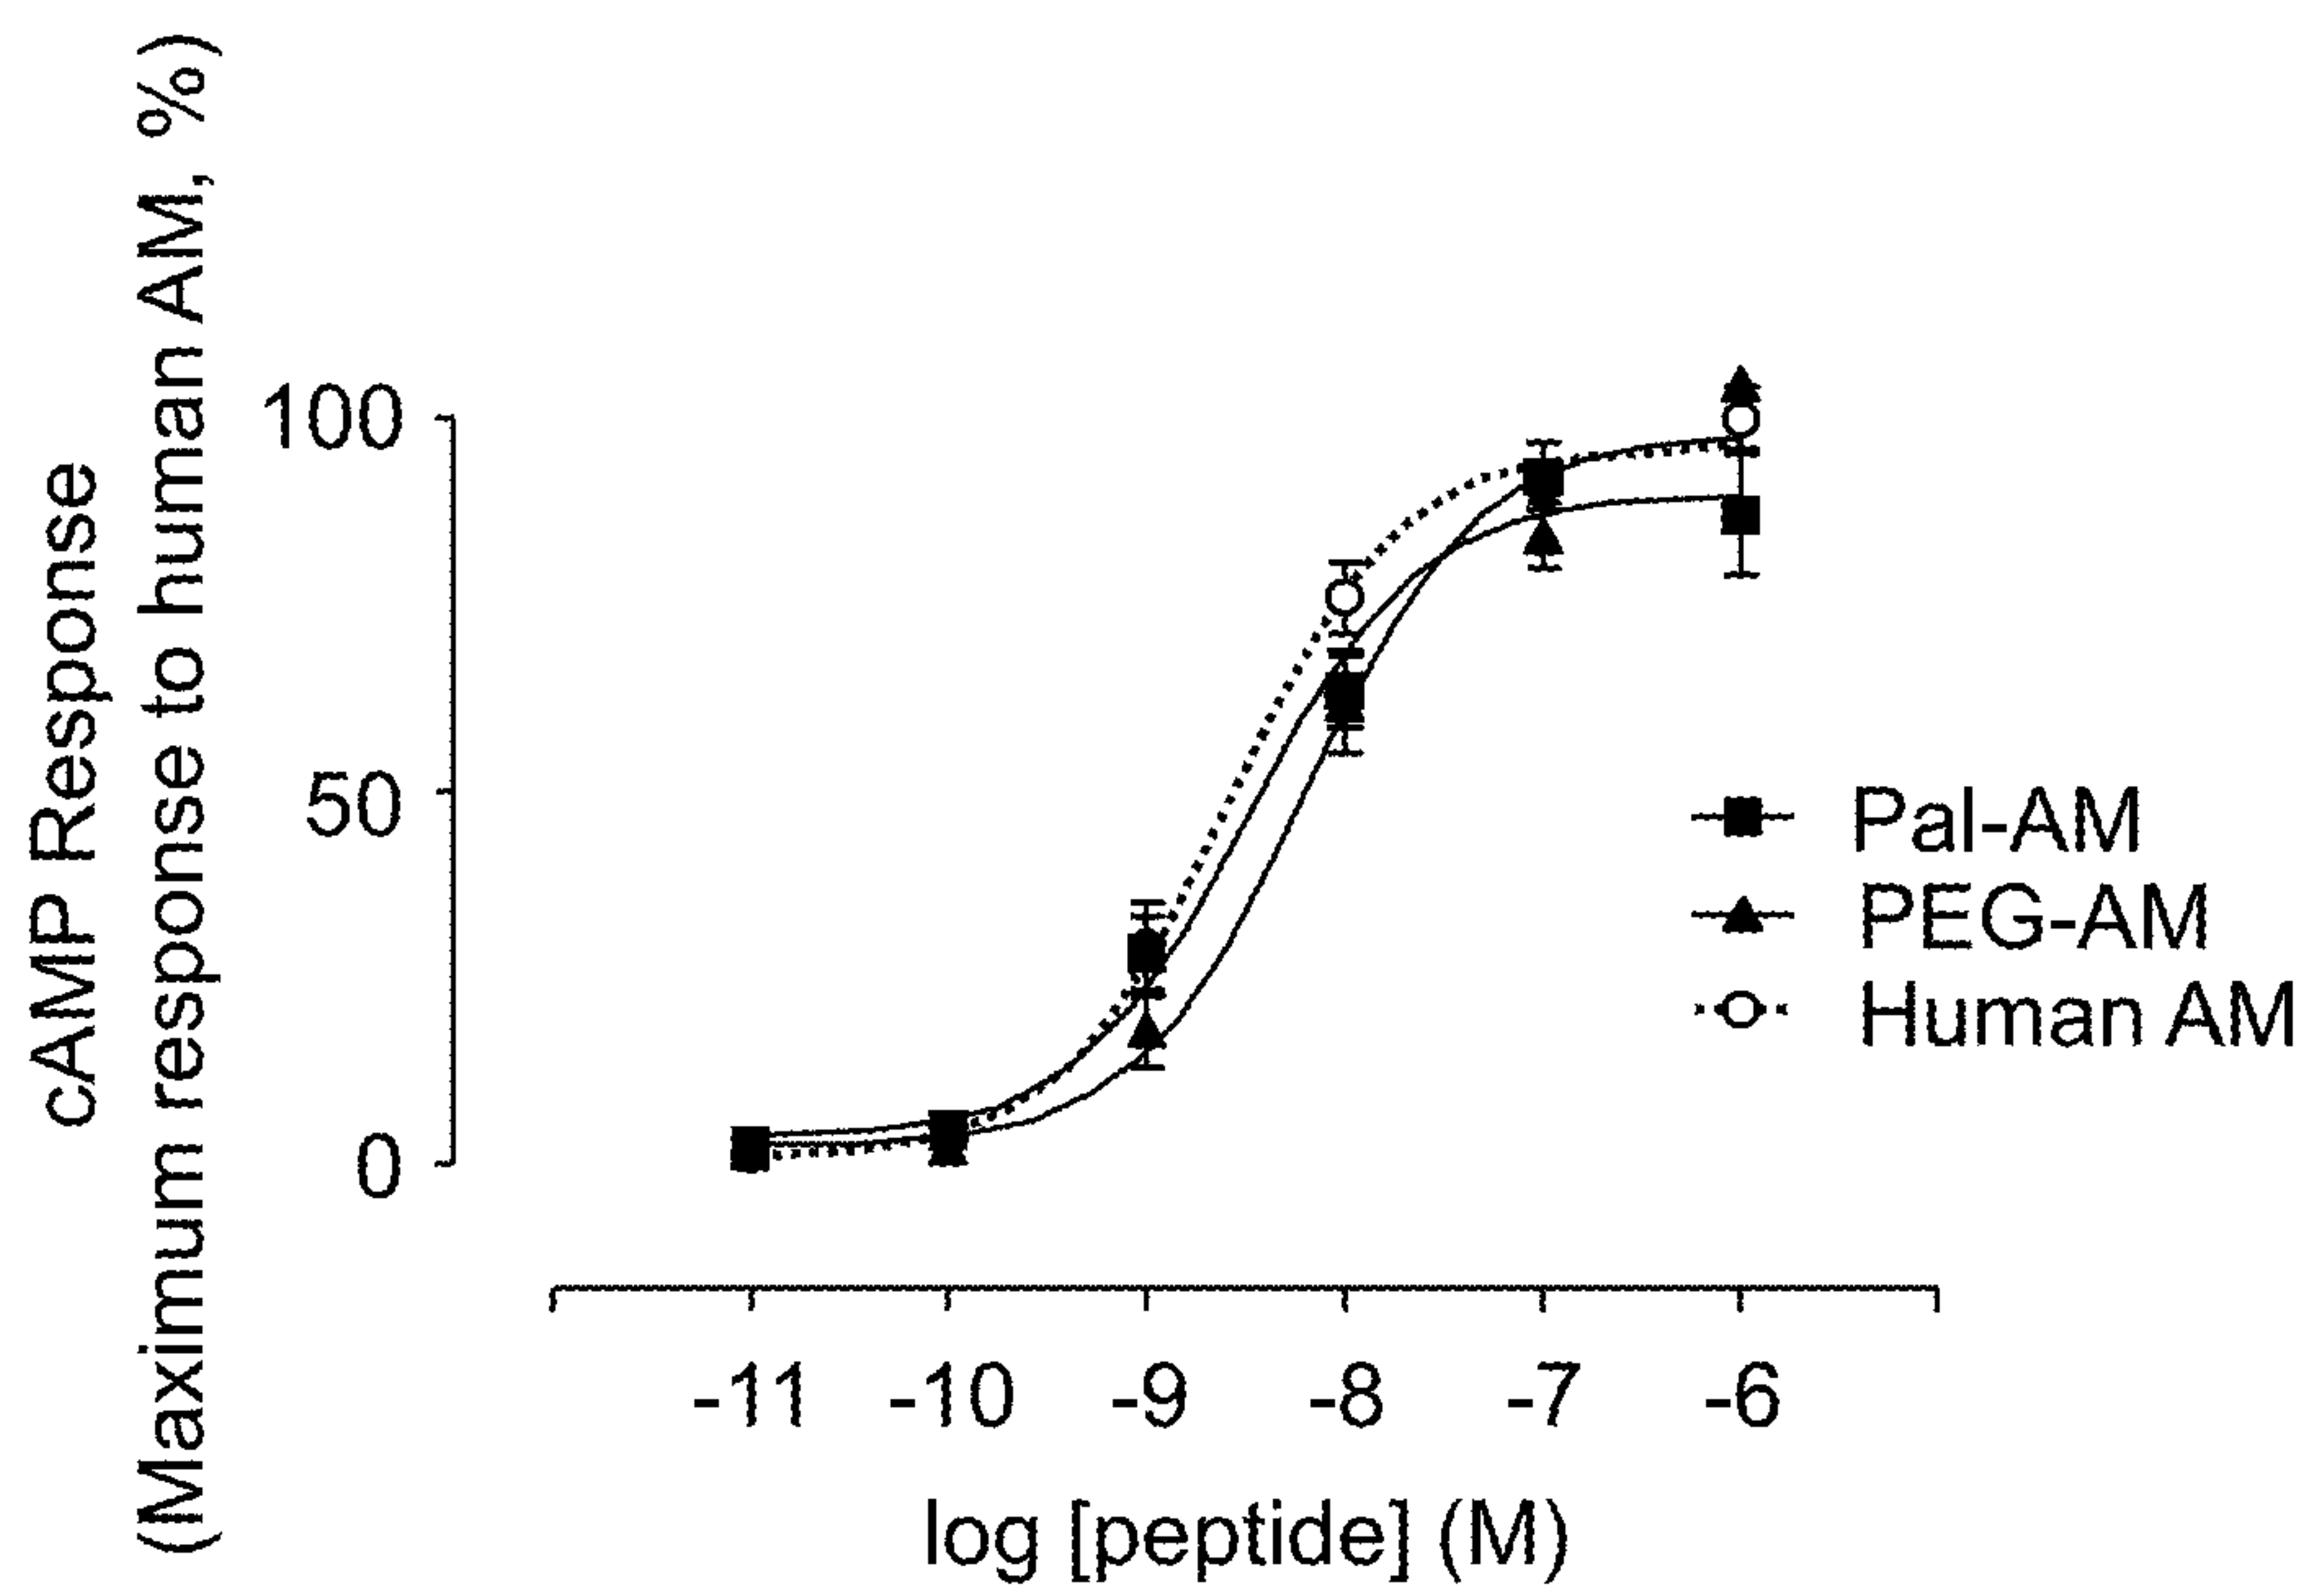 cAMP Response
(Maximum response to human AM, %)
100
50
0
Pal-AM
PEG-AM
Human AM
-11 -10 -9 -8 -7 -6
log [peptide] (M)